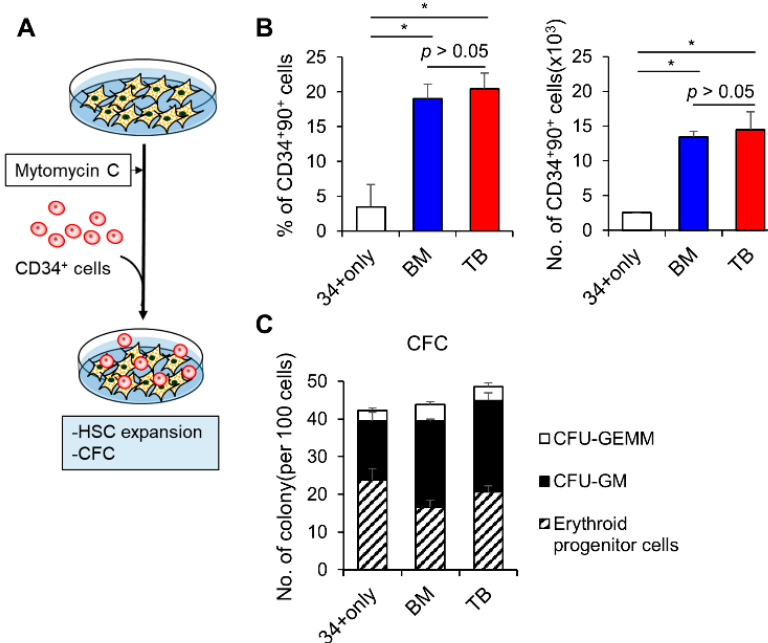 A
Mytomycin C
CD34⁺ cells
-HSC expansion
-CFC
B
% of CD34⁺90⁺ cells
25
20
15
10
5
0
*
*
p > 0.05
34+only
BM
TB
No. of CD34⁺90⁺ cells(x10³)
25
20
15
10
5
0
*
*
p > 0.05
34+only
BM
TB
C
CFC
No. of colony(per 100 cells)
50
40
30
20
10
0
34+only
BM
TB
CFU-GEMM
CFU-GM
Erythroid
progenitor cells